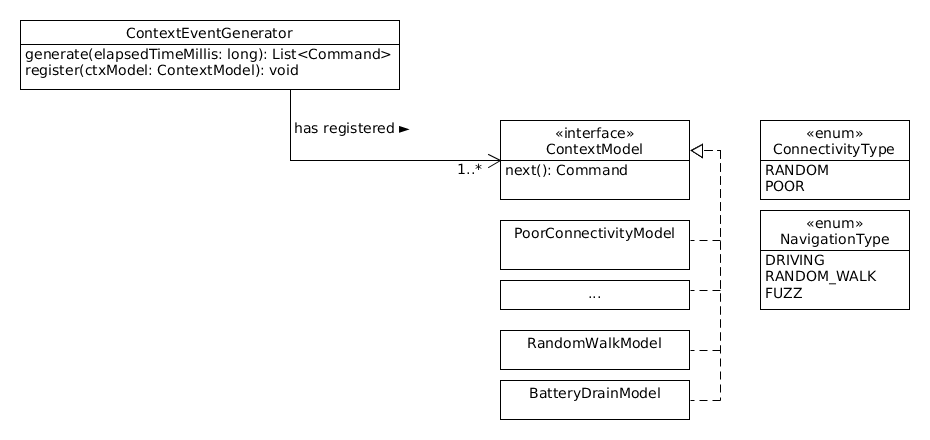 ContextEventGenerator
generate(elapsedTimeMillis: long): List<Command>
register(ctxModel: ContextModel): void
has registered ►
1..*
«interface»
ContextModel
next(): Command
PoorConnectivityModel
...
RandomWalkModel
BatteryDrainModel
«enum»
ConnectivityType
RANDOM
POOR
«enum»
NavigationType
DRIVING
RANDOM_WALK
FUZZ